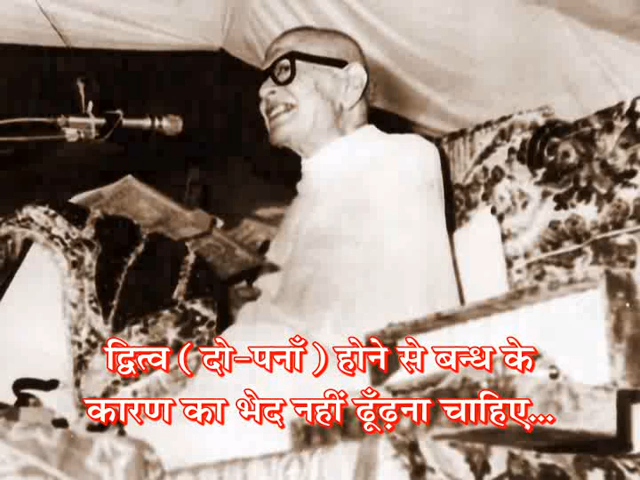 द्वित्व ( दो-पनाँ ) होने से बन्ध के
कारण का भेद नहीं ढूँढ़ना चाहिए...